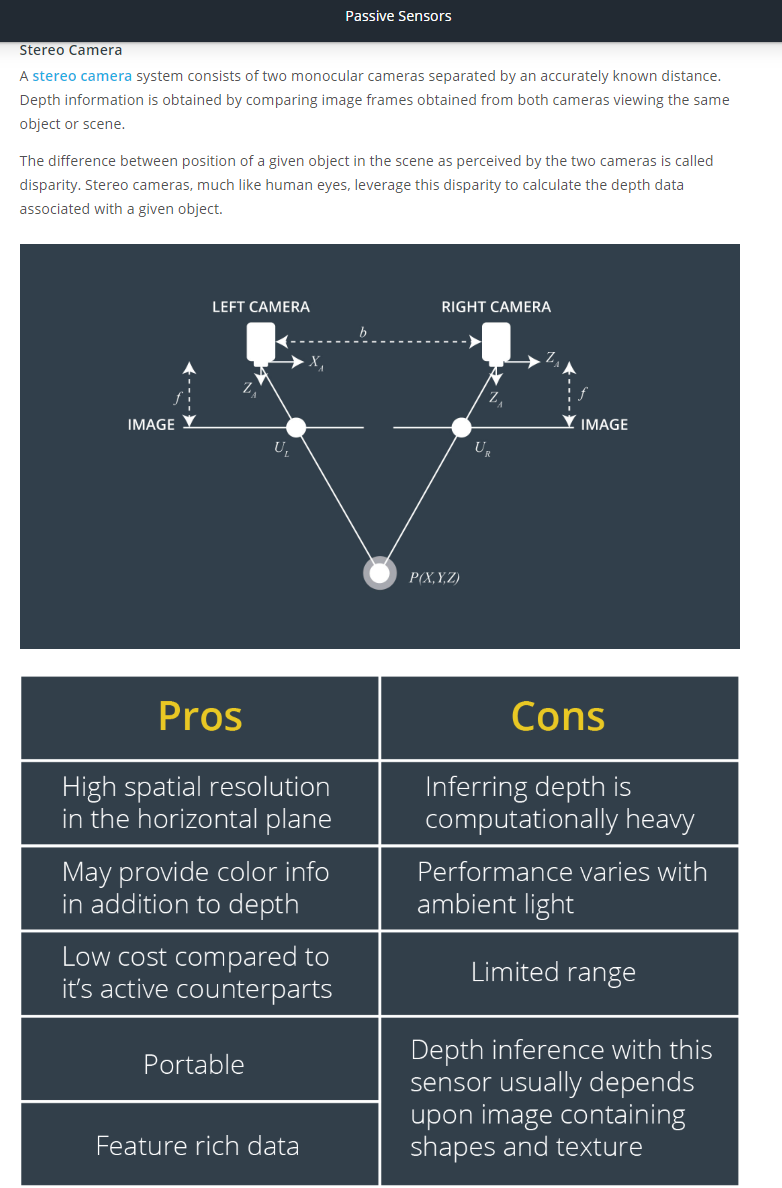 Passive Sensors
Stereo Camera
A stereo camera system consists of two monocular cameras separated by an accurately known distance.
Depth information is obtained by comparing image frames obtained from both cameras viewing the same
object or scene.
The difference between position of a given object in the scene as perceived by the two cameras is called
disparity. Stereo cameras, much like human eyes, leverage this disparity to calculate the depth data
associated with a given object.
LEFT CAMERA
RIGHT CAMERA
b
X_A
Z_A
f
Z_A
Z_A
f
IMAGE
IMAGE
U_L
U_R
P(X,Y,Z)
Pros
Cons
High spatial resolution
in the horizontal plane
Inferring depth is
computationally heavy
May provide color info
in addition to depth
Performance varies with
ambient light
Low cost compared to
it's active counterparts
Limited range
Portable
Feature rich data
Depth inference with this
sensor usually depends
upon image containing
shapes and texture